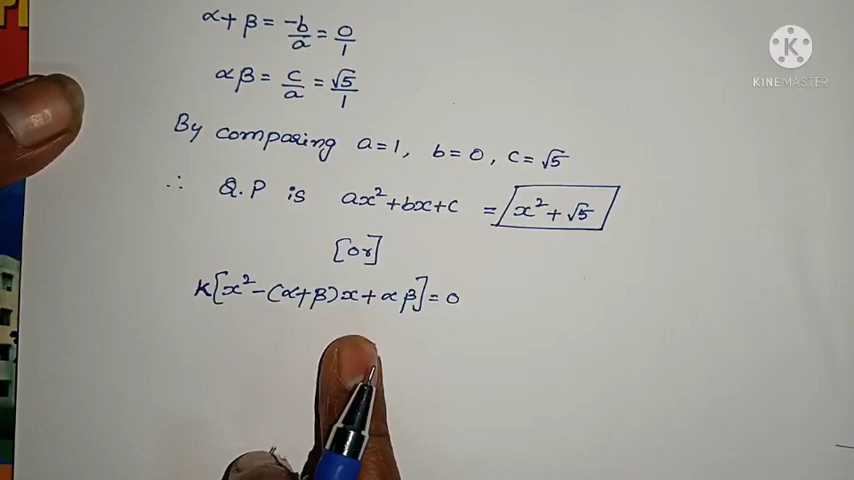 α+β = -b/a = 0/1
αβ = c/a = √5/1
By comparing a=1, b=0, c=√5
∴ Q.P is ax²+bx+c = x²+√5
[or]
K[x²-(α+β)x+αβ]=0
KINEMASTER